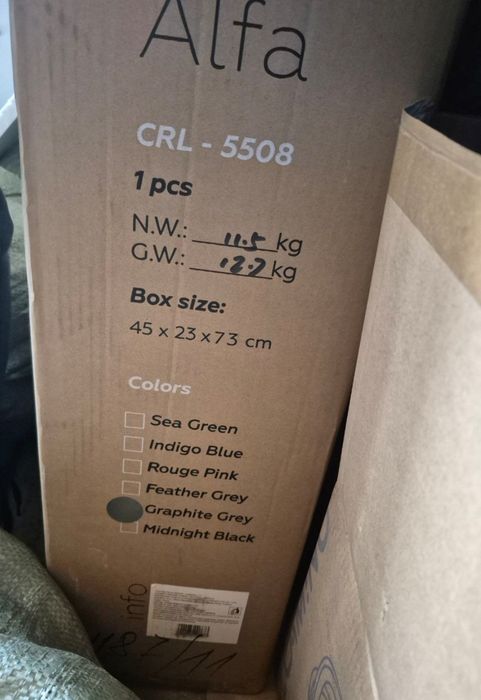 Alfa
CRL - 5508
1 pcs
N.W.: 11.5 kg
G.W.: 12.7 kg
Box size:
45 x 23 x 73 cm
Colors
Sea Green
Indigo Blue
Rouge Pink
Feather Grey
Graphite Grey
Midnight Black
info